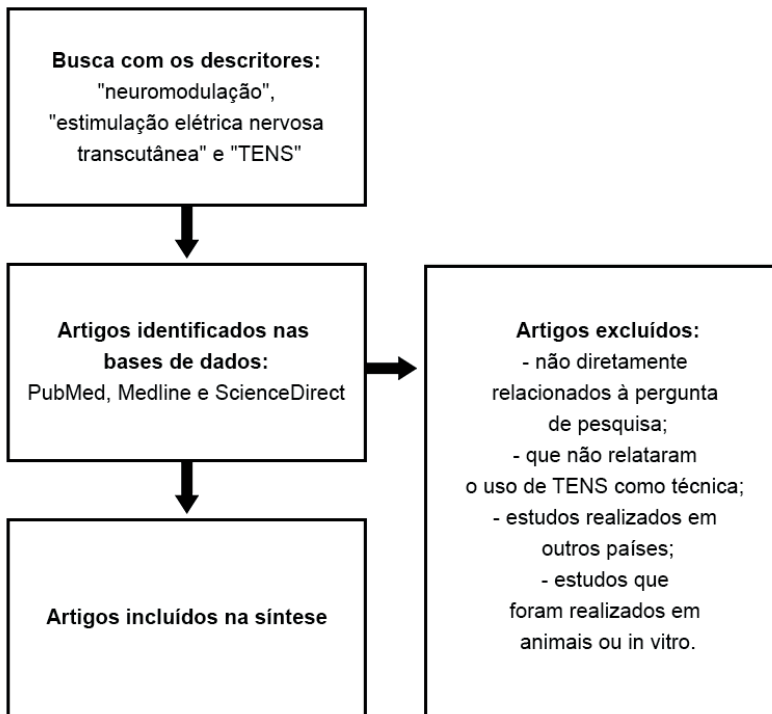 Busca com os descritores:
"neuromodulação",
"estimulação elétrica nervosa
transcutânea" e "TENS"
Artigos identificados nas
bases de dados:
PubMed, Medline e ScienceDirect
Artigos excluídos:
- não diretamente
relacionados à pergunta
de pesquisa;
- que não relataram
o uso de TENS como técnica;
- estudos realizados em
outros países;
- estudos que
foram realizados em
animais ou in vitro.
Artigos incluídos na síntese